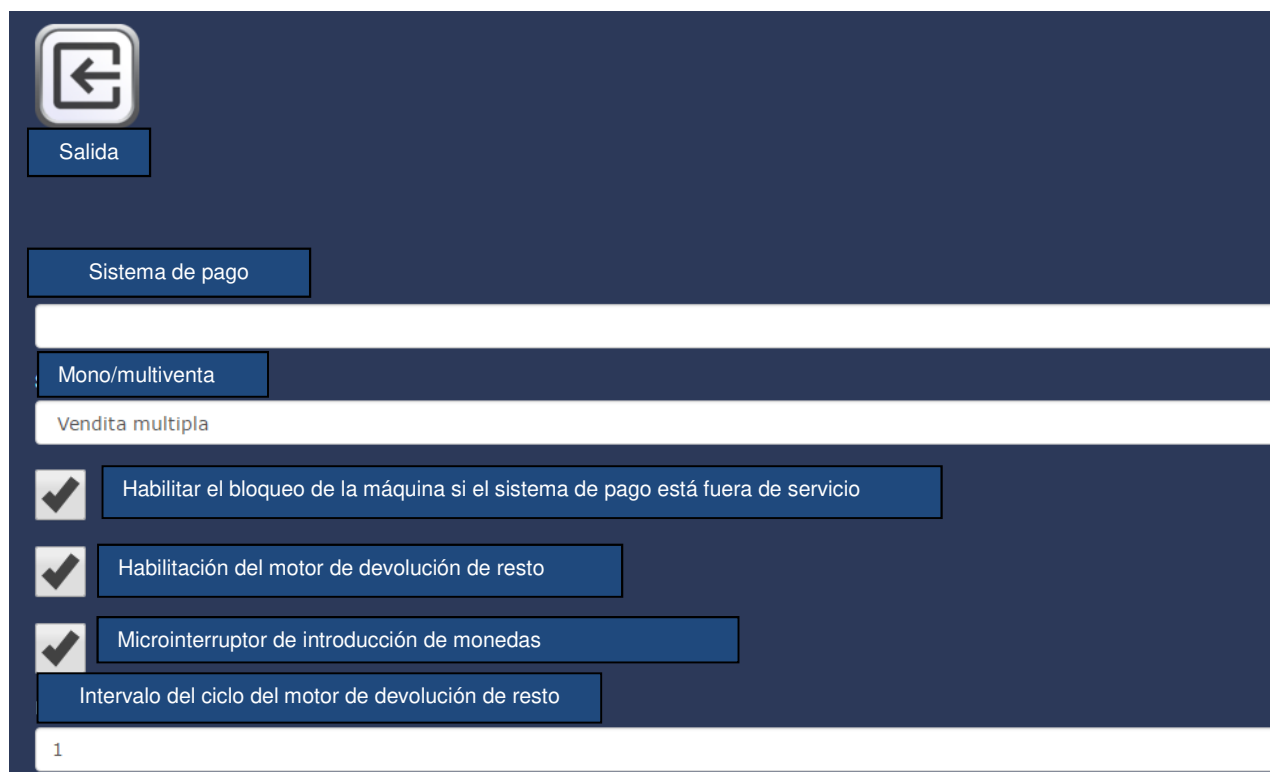 Salida
Sistema de pago
Mono/multiventa
Vendita multipla
Habilitar el bloqueo de la máquina si el sistema de pago está fuera de servicio
Habilitación del motor de devolución de resto
Microinterruptor de introducción de monedas
Intervalo del ciclo del motor de devolución de resto
1